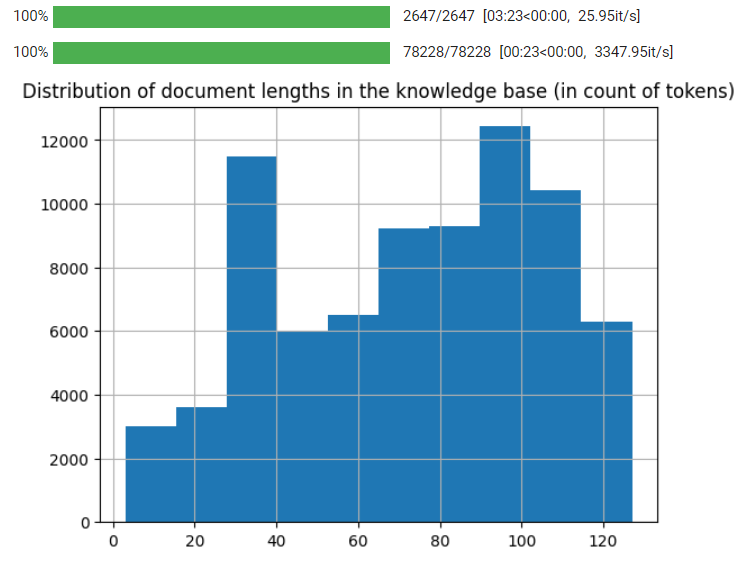 100% 2647/2647 [03:23<00:00, 25.95it/s]
100% 78228/78228 [00:23<00:00, 3347.95it/s]
Distribution of document lengths in the knowledge base (in count of tokens)
12000
10000
8000
6000
4000
2000
0
0 20 40 60 80 100 120